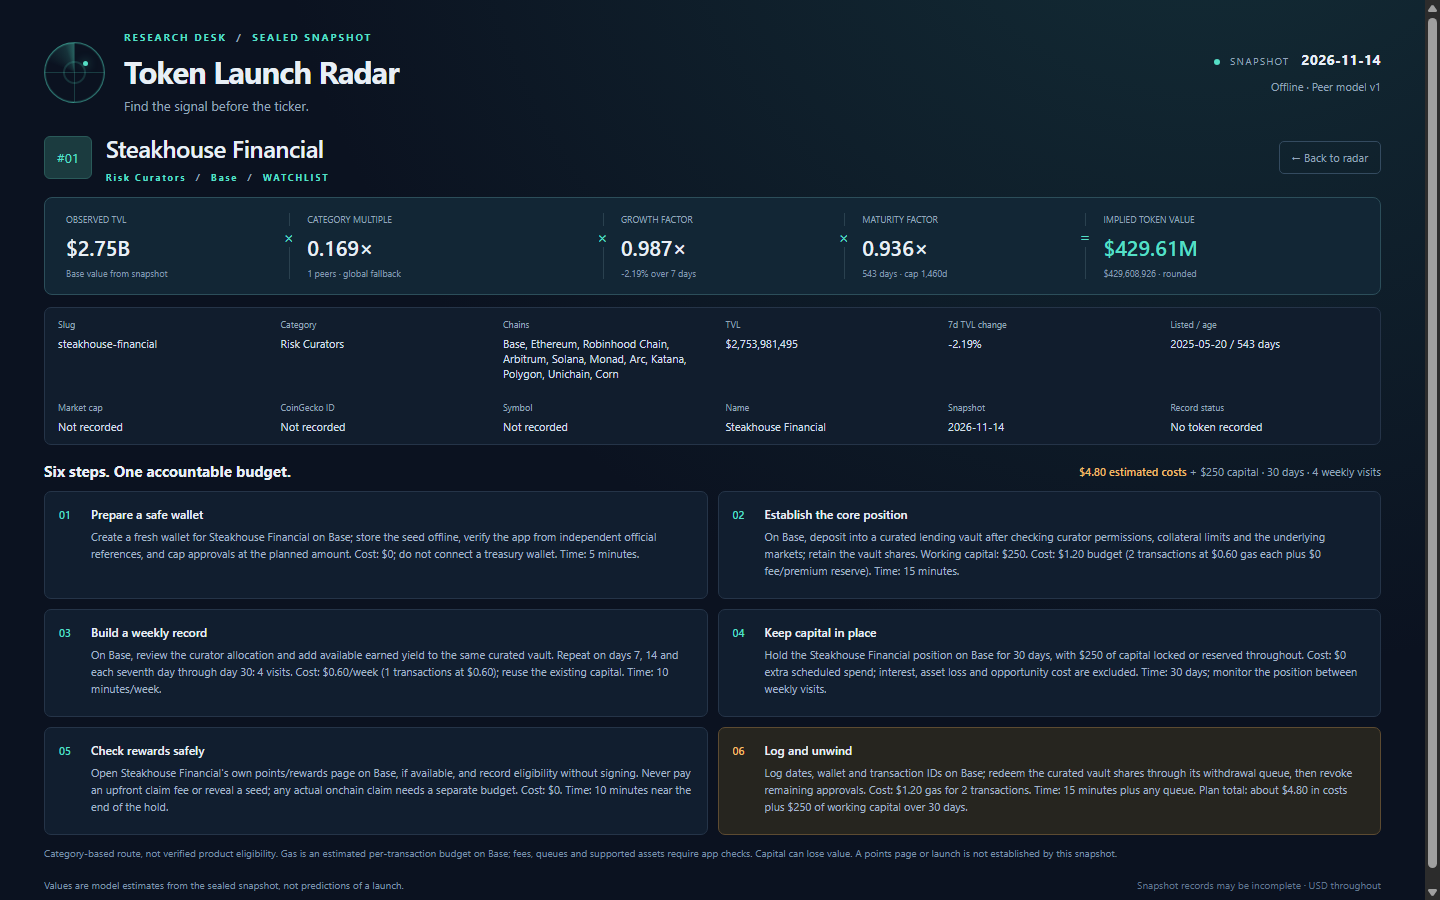 RESEARCH DESK / SEALED SNAPSHOT
Token Launch Radar
Find the signal before the ticker.
SNAPSHOT 2026-11-14
Offline · Peer model v1
#01
Steakhouse Financial
Risk Curators / Base / WATCHLIST
← Back to radar
OBSERVED TVL
$2.75B
Base value from snapshot
×
CATEGORY MULTIPLE
0.169×
1 peers · global fallback
×
GROWTH FACTOR
0.987×
-2.19% over 7 days
×
MATURITY FACTOR
0.936×
543 days · cap 1,460d
=
IMPLIED TOKEN VALUE
$429.61M
$429,608,926 · rounded
Slug
steakhouse-financial
Category
Risk Curators
Chains
Base, Ethereum, Robinhood Chain,
Arbitrum, Solana, Monad, Arc, Katana,
Polygon, Unichain, Corn
TVL
$2,753,981,495
7d TVL change
-2.19%
Listed / age
2025-05-20 / 543 days
Market cap
Not recorded
CoinGecko ID
Not recorded
Symbol
Not recorded
Name
Steakhouse Financial
Snapshot
2026-11-14
Record status
No token recorded
Six steps. One accountable budget.
$4.80 estimated costs + $250 capital · 30 days · 4 weekly visits
01
Prepare a safe wallet
Create a fresh wallet for Steakhouse Financial on Base; store the seed offline, verify the app from independent official
references, and cap approvals at the planned amount. Cost: $0; do not connect a treasury wallet. Time: 5 minutes.
02
Establish the core position
On Base, deposit into a curated lending vault after checking curator permissions, collateral limits and the underlying
markets; retain the vault shares. Working capital: $250. Cost: $1.20 budget (2 transactions at $0.60 gas each plus $0
fee/premium reserve). Time: 15 minutes.
03
Build a weekly record
On Base, review the curator allocation and add available earned yield to the same curated vault. Repeat on days 7, 14 and
each seventh day through day 30: 4 visits. Cost: $0.60/week (1 transactions at $0.60); reuse the existing capital. Time: 10
minutes/week.
04
Keep capital in place
Hold the Steakhouse Financial position on Base for 30 days, with $250 of capital locked or reserved throughout. Cost: $0
extra scheduled spend; interest, asset loss and opportunity cost are excluded. Time: 30 days; monitor the position between
weekly visits.
05
Check rewards safely
Open Steakhouse Financial's own points/rewards page on Base, if available, and record eligibility without signing. Never pay
an upfront claim fee or reveal a seed; any actual onchain claim needs a separate budget. Cost: $0. Time: 10 minutes near the
end of the hold.
06
Log and unwind
Log dates, wallet and transaction IDs on Base; redeem the curated vault shares through its withdrawal queue, then revoke
remaining approvals. Cost: $1.20 gas for 2 transactions. Time: 15 minutes plus any queue. Plan total: about $4.80 in costs
plus $250 of working capital over 30 days.
Category-based route, not verified product eligibility. Gas is an estimated per-transaction budget on Base; fees, queues and supported assets require app checks. Capital can lose value. A points page or launch is not established by this snapshot.
Values are model estimates from the sealed snapshot, not predictions of a launch.
Snapshot records may be incomplete · USD throughout